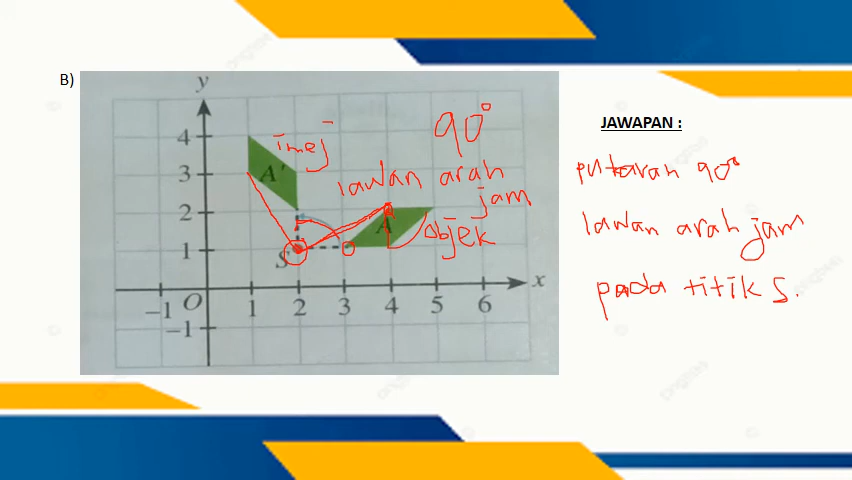 B)
y
4
3
2
1
-1
O
1
2
3
4
5
6
x
-1
A'
imej
90°
lawan arah
jam
A
objek
S
JAWAPAN :
putaran 90°
lawan arah jam
pada titik S.